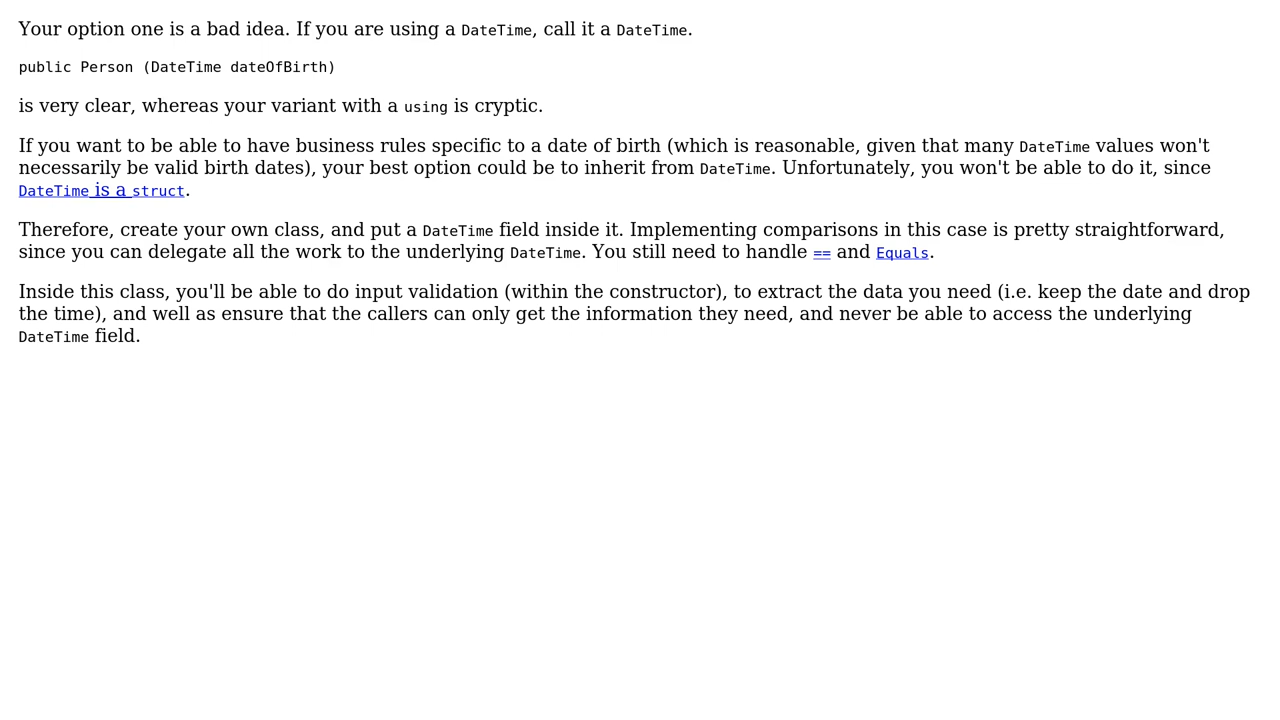 Your option one is a bad idea. If you are using a DateTime, call it a DateTime.
public Person (DateTime dateOfBirth)
is very clear, whereas your variant with a using is cryptic.
If you want to be able to have business rules specific to a date of birth (which is reasonable, given that many DateTime values won't
necessarily be valid birth dates), your best option could be to inherit from DateTime. Unfortunately, you won't be able to do it, since
DateTime is a struct.
Therefore, create your own class, and put a DateTime field inside it. Implementing comparisons in this case is pretty straightforward,
since you can delegate all the work to the underlying DateTime. You still need to handle == and Equals.
Inside this class, you'll be able to do input validation (within the constructor), to extract the data you need (i.e. keep the date and drop
the time), and well as ensure that the callers can only get the information they need, and never be able to access the underlying
DateTime field.